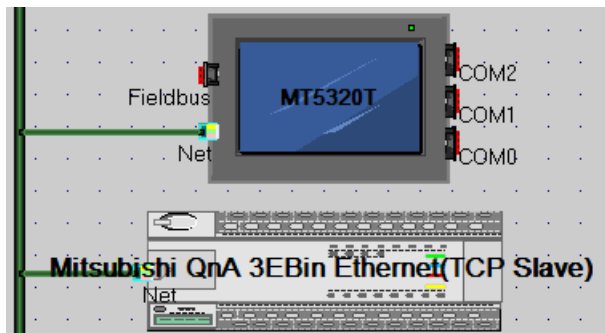 COM2
Fieldbus
MT5320T
COM1
Net
COM0
Mitsubishi QnA 3EBin Ethernet(TCP Slave)
Net